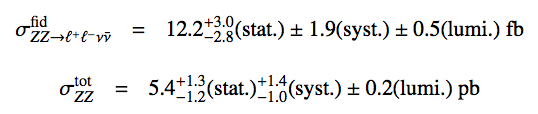 σ^fid_ZZ→ℓ+ℓ−νν̄ = 12.2^+3.0_−2.8(stat.) ± 1.9(syst.) ± 0.5(lumi.) fb
σ^tot_ZZ = 5.4^+1.3_−1.2(stat.)^+1.4_−1.0(syst.) ± 0.2(lumi.) pb